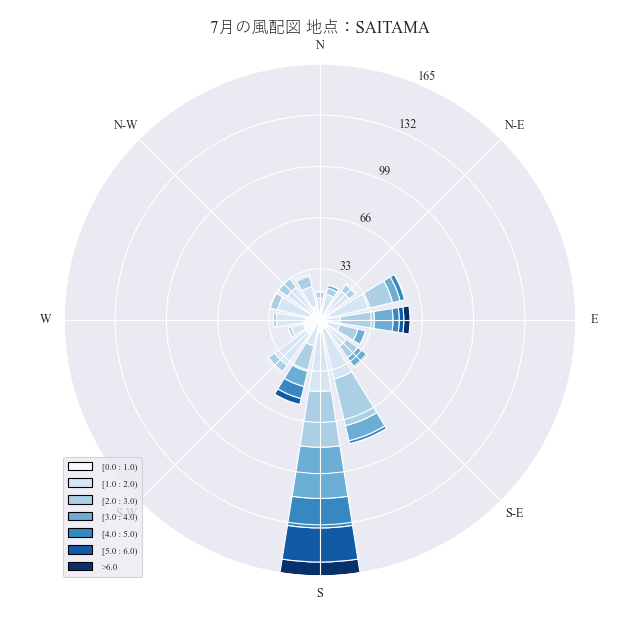 7月の風配図 地点：SAITAMA
N
165
N-W
132
N-E
99
66
33
W
E
[0.0 : 1.0)
[1.0 : 2.0)
[2.0 : 3.0)
S-W
[3.0 : 4.0)
S-E
[4.0 : 5.0)
[5.0 : 6.0)
>6.0
S